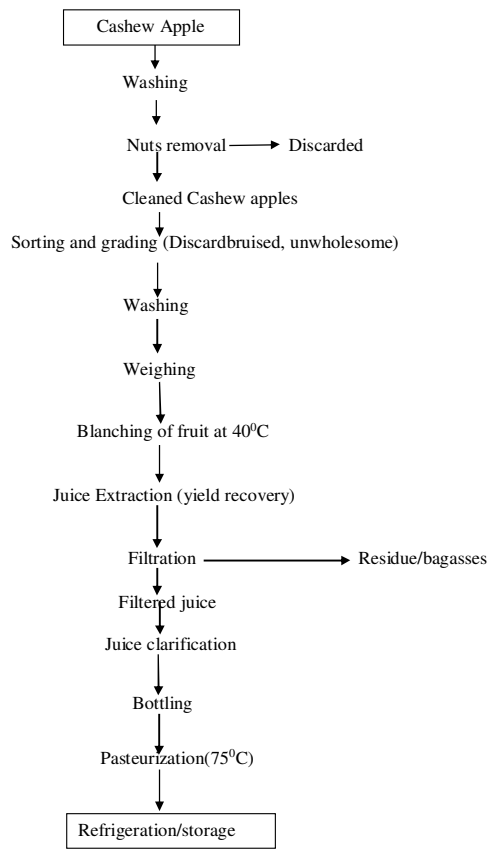 Cashew Apple
Washing
Nuts removal Discarded
Cleaned Cashew apples
Sorting and grading (Discardbruised, unwholesome)
Washing
Weighing
Blanching of fruit at 40⁰C
Juice Extraction (yield recovery)
Filtration Residue/bagasses
Filtered juice
Juice clarification
Bottling
Pasteurization(75⁰C)
Refrigeration/storage